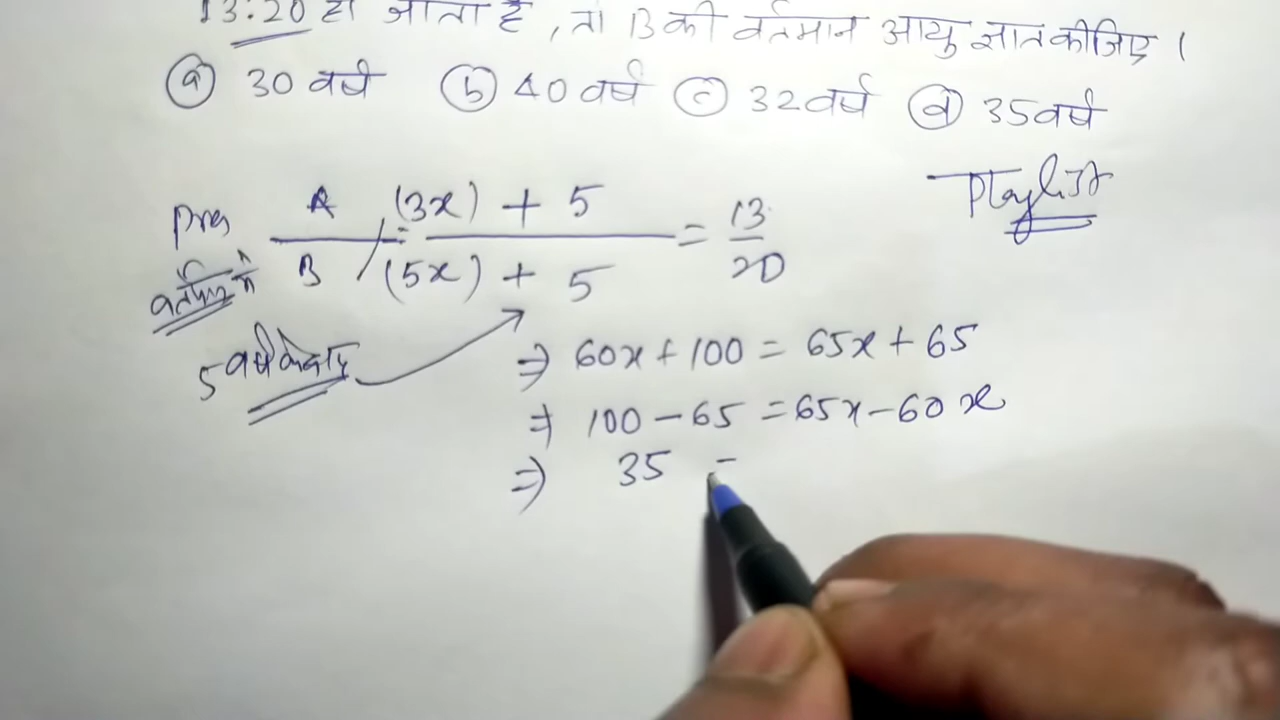 13:20 हो जाता है, तो B की वर्तमान आयु ज्ञात कीजिए।
(a) 30 वर्ष (b) 40 वर्ष (c) 32 वर्ष (d) 35 वर्ष
Playlist
Pres A/B = (3x) + 5 / (5x) + 5 = 13/20
वर्तमान में
5 वर्ष के बाद
⇒ 60x + 100 = 65x + 65
⇒ 100 - 65 = 65x - 60x
⇒ 35 =